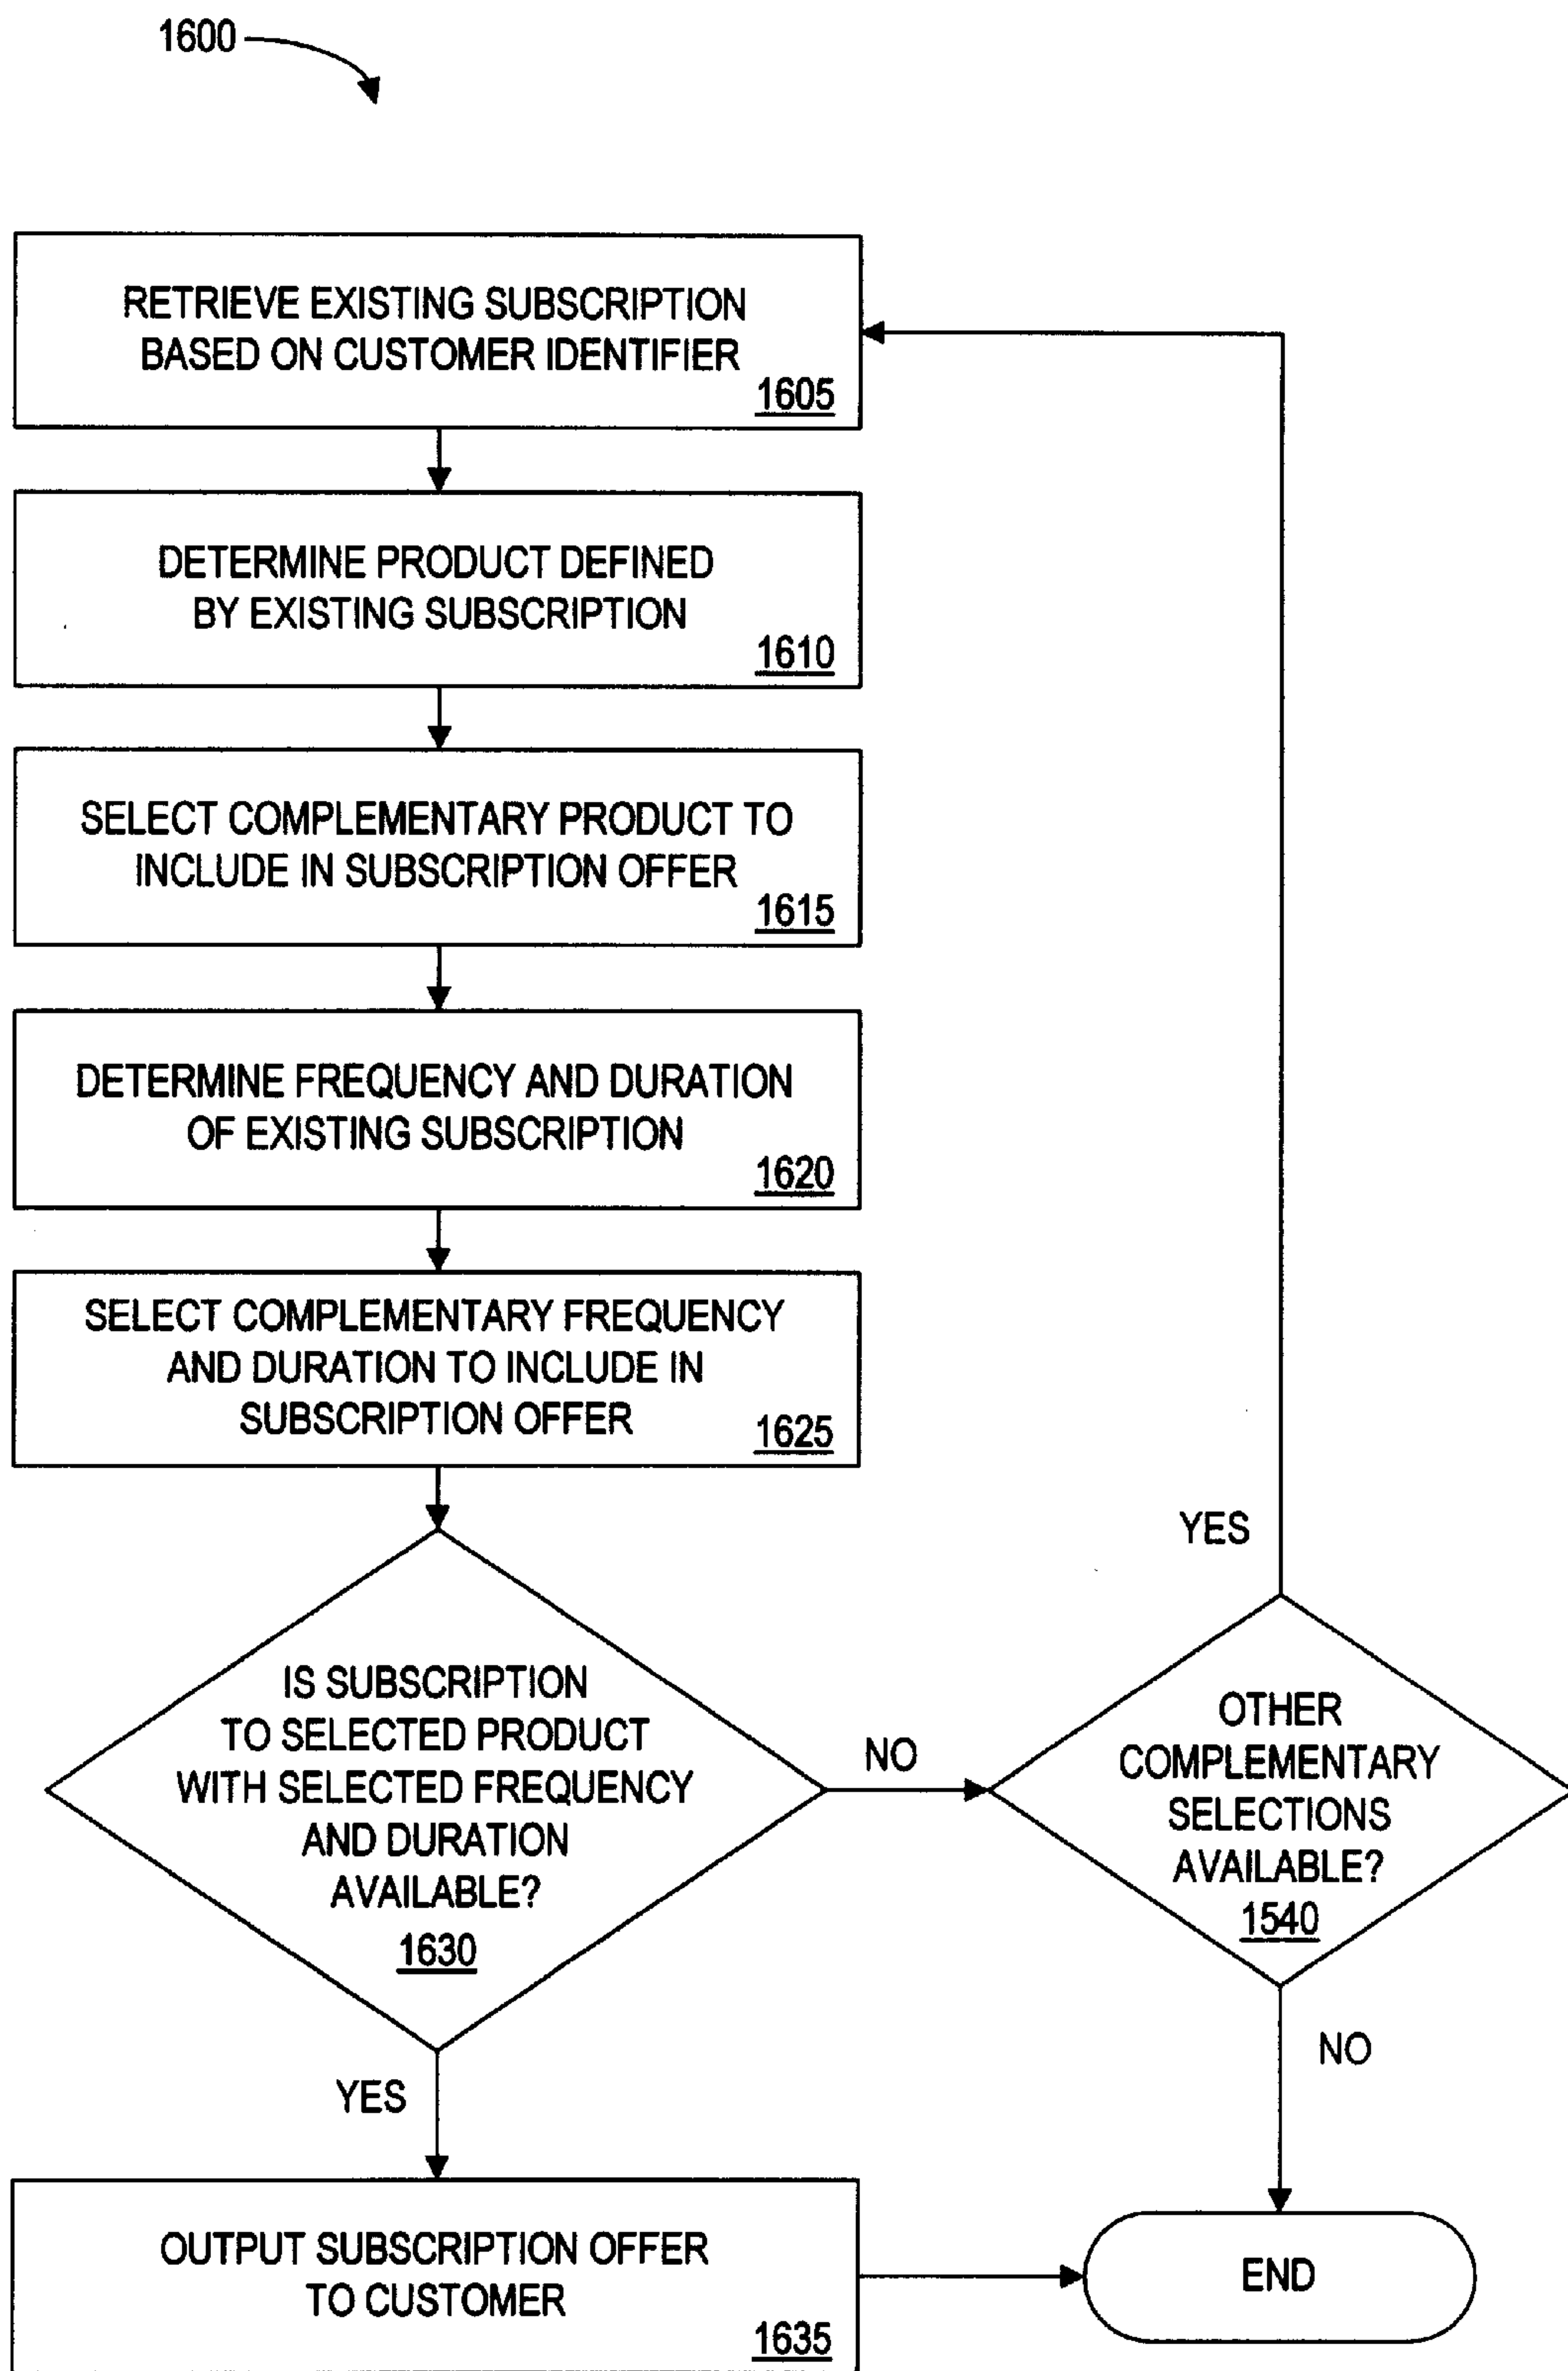 1600
RETRIEVE EXISTING SUBSCRIPTION
BASED ON CUSTOMER IDENTIFIER
1605
DETERMINE PRODUCT DEFINED
BY EXISTING SUBSCRIPTION
1610
SELECT COMPLEMENTARY PRODUCT TO
INCLUDE IN SUBSCRIPTION OFFER
1615
DETERMINE FREQUENCY AND DURATION
OF EXISTING SUBSCRIPTION
1620
SELECT COMPLEMENTARY FREQUENCY
AND DURATION TO INCLUDE IN
SUBSCRIPTION OFFER
1625
IS SUBSCRIPTION
TO SELECTED PRODUCT
WITH SELECTED FREQUENCY
AND DURATION
AVAILABLE?
1630
NO
YES
OTHER
COMPLEMENTARY
SELECTIONS
AVAILABLE?
1540
YES
NO
OUTPUT SUBSCRIPTION OFFER
TO CUSTOMER
1635
END